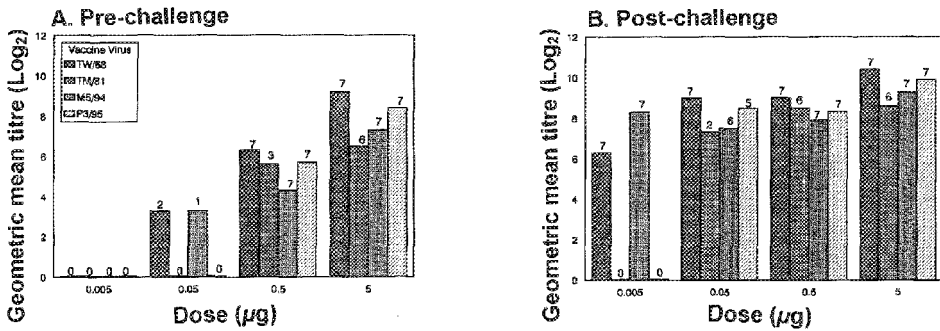 A. Pre-challenge
Geometric mean titre (Log2)
12
10
8
6
4
2
0
Vaccine Virus
TW/68
TM/81
M5/94
P3/95
0 0 0 0
2 0 1 0
7 3 7 7
7 6 7 7
0.005 0.05 0.5 5
Dose (µg)
B. Post-challenge
Geometric mean titre (Log2)
12
10
8
6
4
2
0
7 0 7 0
7 2 6 5
7 6 7 7
7 6 7 7
0.005 0.05 0.5 5
Dose (µg)